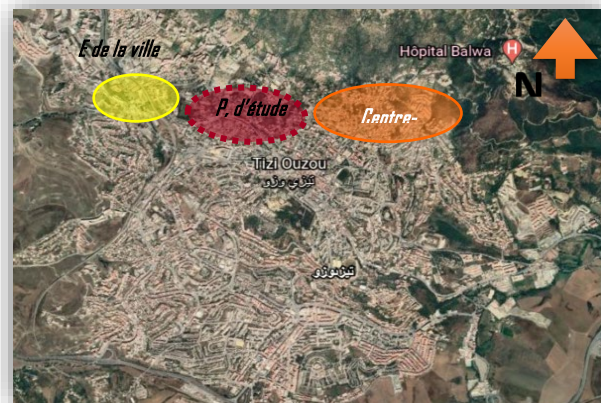 E de la ville
Hôpital Balwa
H
N
P. d'étude
Centre-
Tizi Ouzou
تيزي وزو
تيزي وزو